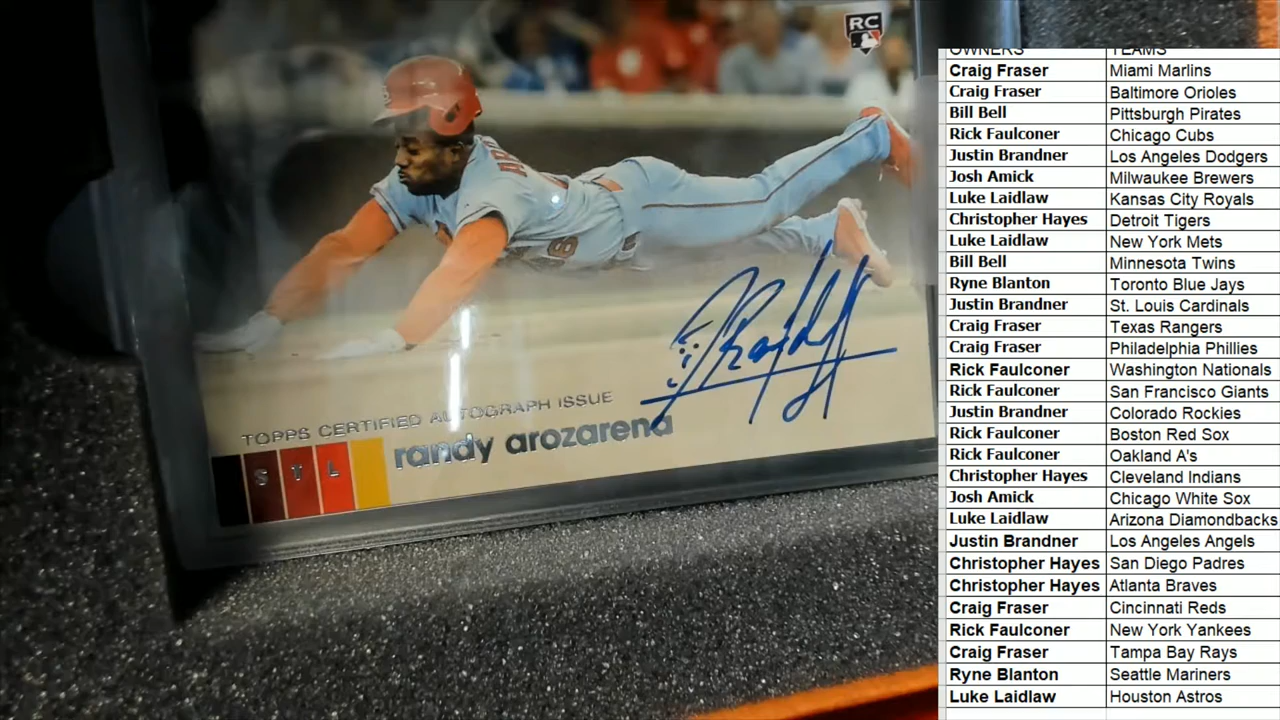 RC
TOPPS CERTIFIED AUTOGRAPH ISSUE
STL randy arozarena
OWNERS TEAMS
Craig Fraser Miami Marlins
Craig Fraser Baltimore Orioles
Bill Bell Pittsburgh Pirates
Rick Faulconer Chicago Cubs
Justin Brandner Los Angeles Dodgers
Josh Amick Milwaukee Brewers
Luke Laidlaw Kansas City Royals
Christopher Hayes Detroit Tigers
Luke Laidlaw New York Mets
Bill Bell Minnesota Twins
Ryne Blanton Toronto Blue Jays
Justin Brandner St. Louis Cardinals
Craig Fraser Texas Rangers
Craig Fraser Philadelphia Phillies
Rick Faulconer Washington Nationals
Rick Faulconer San Francisco Giants
Justin Brandner Colorado Rockies
Rick Faulconer Boston Red Sox
Rick Faulconer Oakland A's
Christopher Hayes Cleveland Indians
Josh Amick Chicago White Sox
Luke Laidlaw Arizona Diamondbacks
Justin Brandner Los Angeles Angels
Christopher Hayes San Diego Padres
Christopher Hayes Atlanta Braves
Craig Fraser Cincinnati Reds
Rick Faulconer New York Yankees
Craig Fraser Tampa Bay Rays
Ryne Blanton Seattle Mariners
Luke Laidlaw Houston Astros